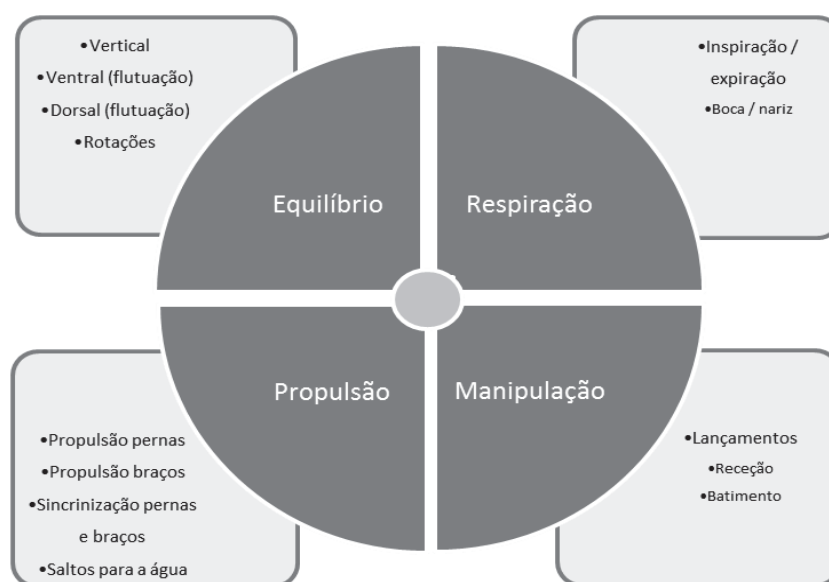 •Vertical
•Ventral (flutuação)
•Dorsal (flutuação)
•Rotações
•Inspiração /
expiração
•Boca / nariz
Equilíbrio
Respiração
Propulsão
Manipulação
•Propulsão pernas
•Propulsão braços
•Sincrinização pernas
e braços
•Saltos para a água
•Lançamentos
•Receção
•Batimento